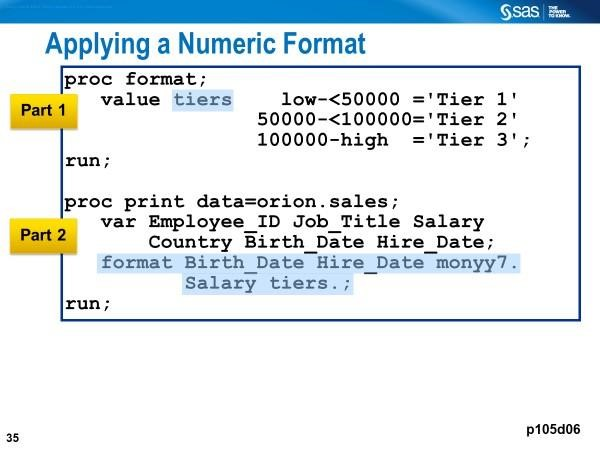 sas THE POWER TO KNOW.
Applying a Numeric Format
Part 1
proc format;
   value tiers     low-<50000 ='Tier 1'
                50000-<100000='Tier 2'
                100000-high  ='Tier 3';
run;
Part 2
proc print data=orion.sales;
   var Employee_ID Job_Title Salary
       Country Birth_Date Hire_Date;
   format Birth_Date Hire_Date monyy7.
          Salary tiers.;
run;
35
p105d06